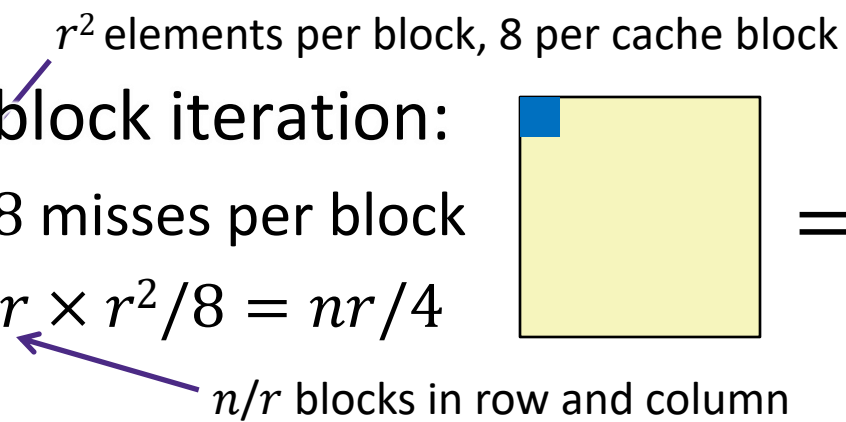 r² elements per block, 8 per cache block
block iteration:
8 misses per block
r × r²/8 = nr/4
=
n/r blocks in row and column